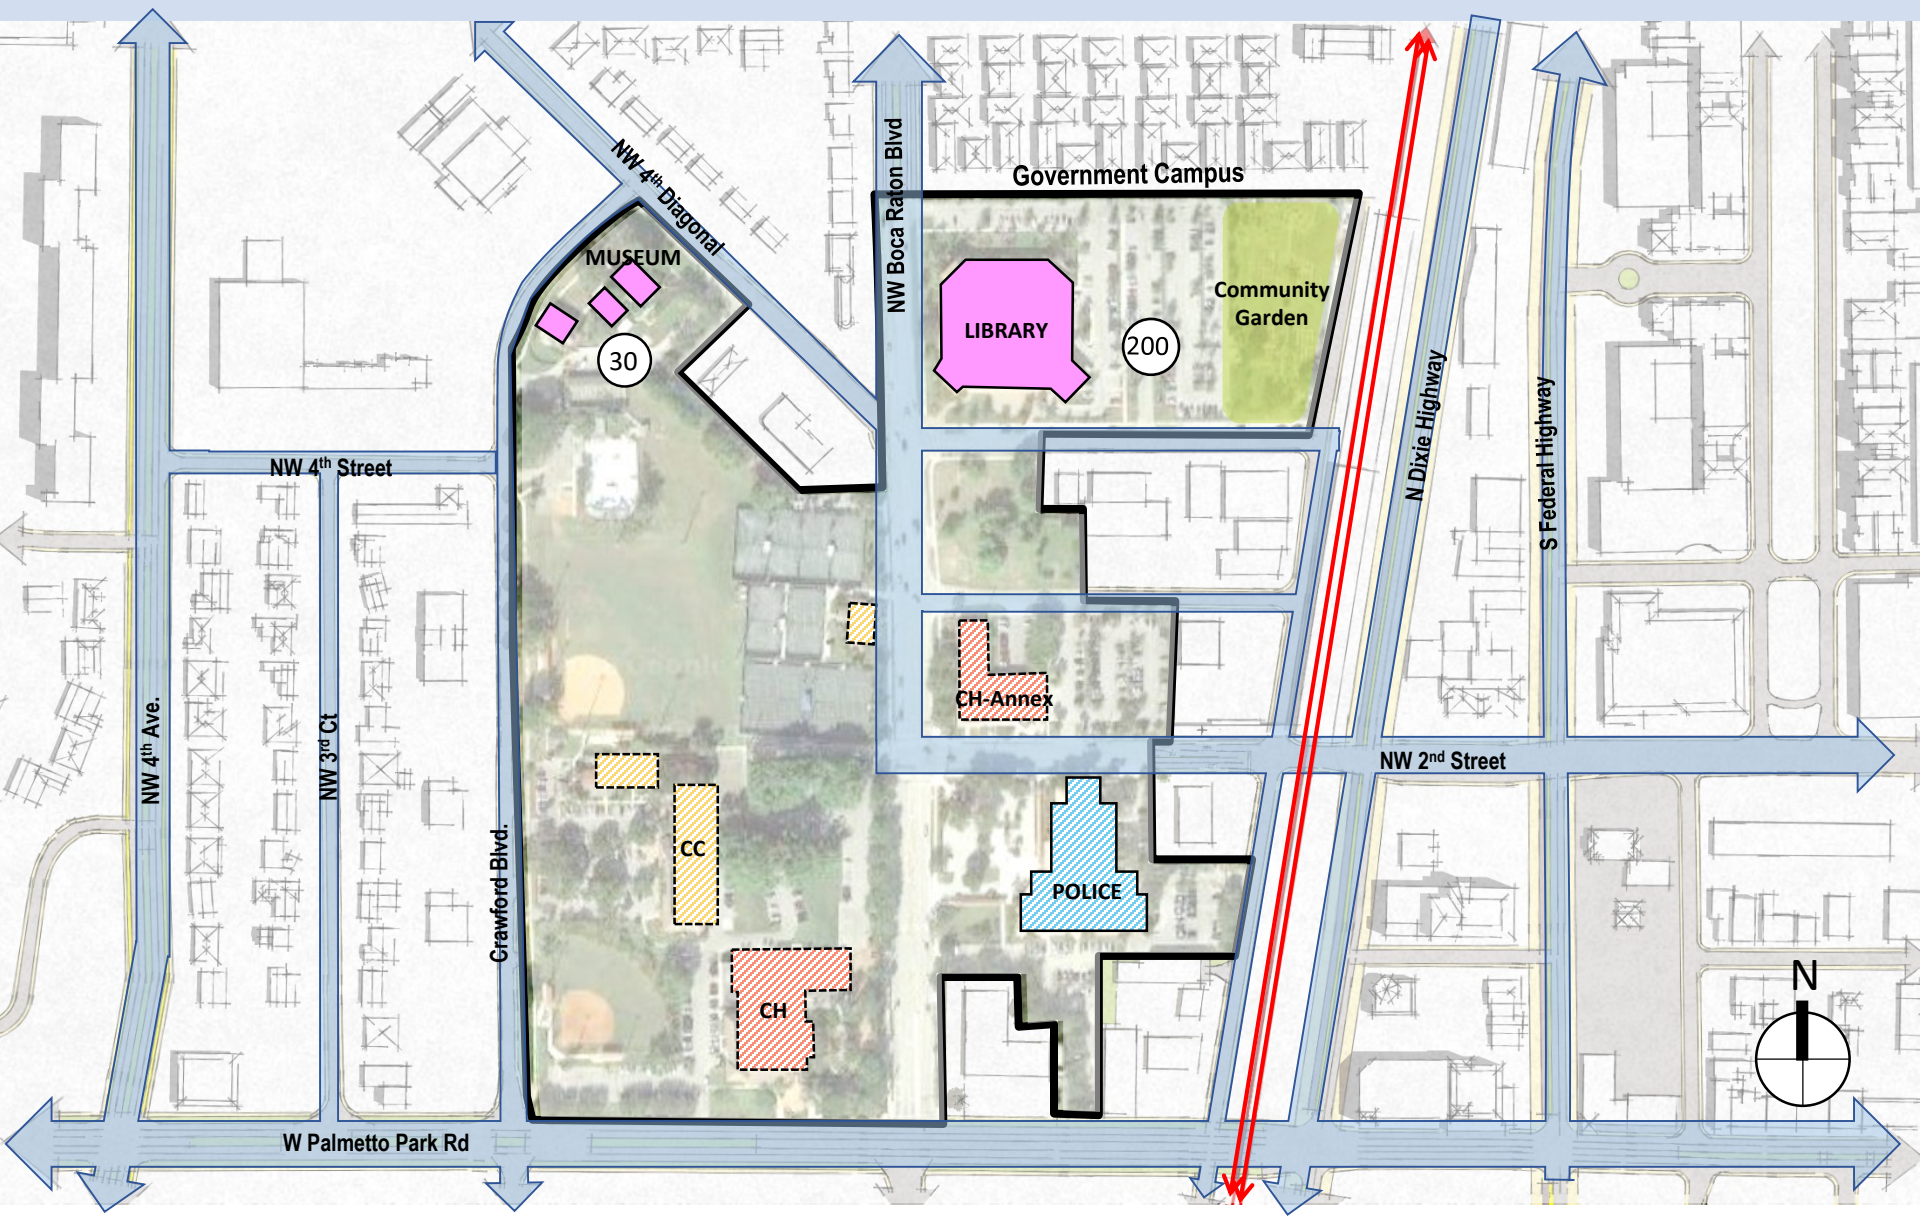 Government Campus
NW 4th Diagonal
NW Boca Raton Blvd
MUSEUM
30
LIBRARY
200
Community
Garden
N Dixie Highway
S Federal Highway
NW 4th Street
NW 4th Ave.
NW 3rd Ct
Crawford Blvd.
CH-Annex
NW 2nd Street
CC
POLICE
CH
N
W Palmetto Park Rd